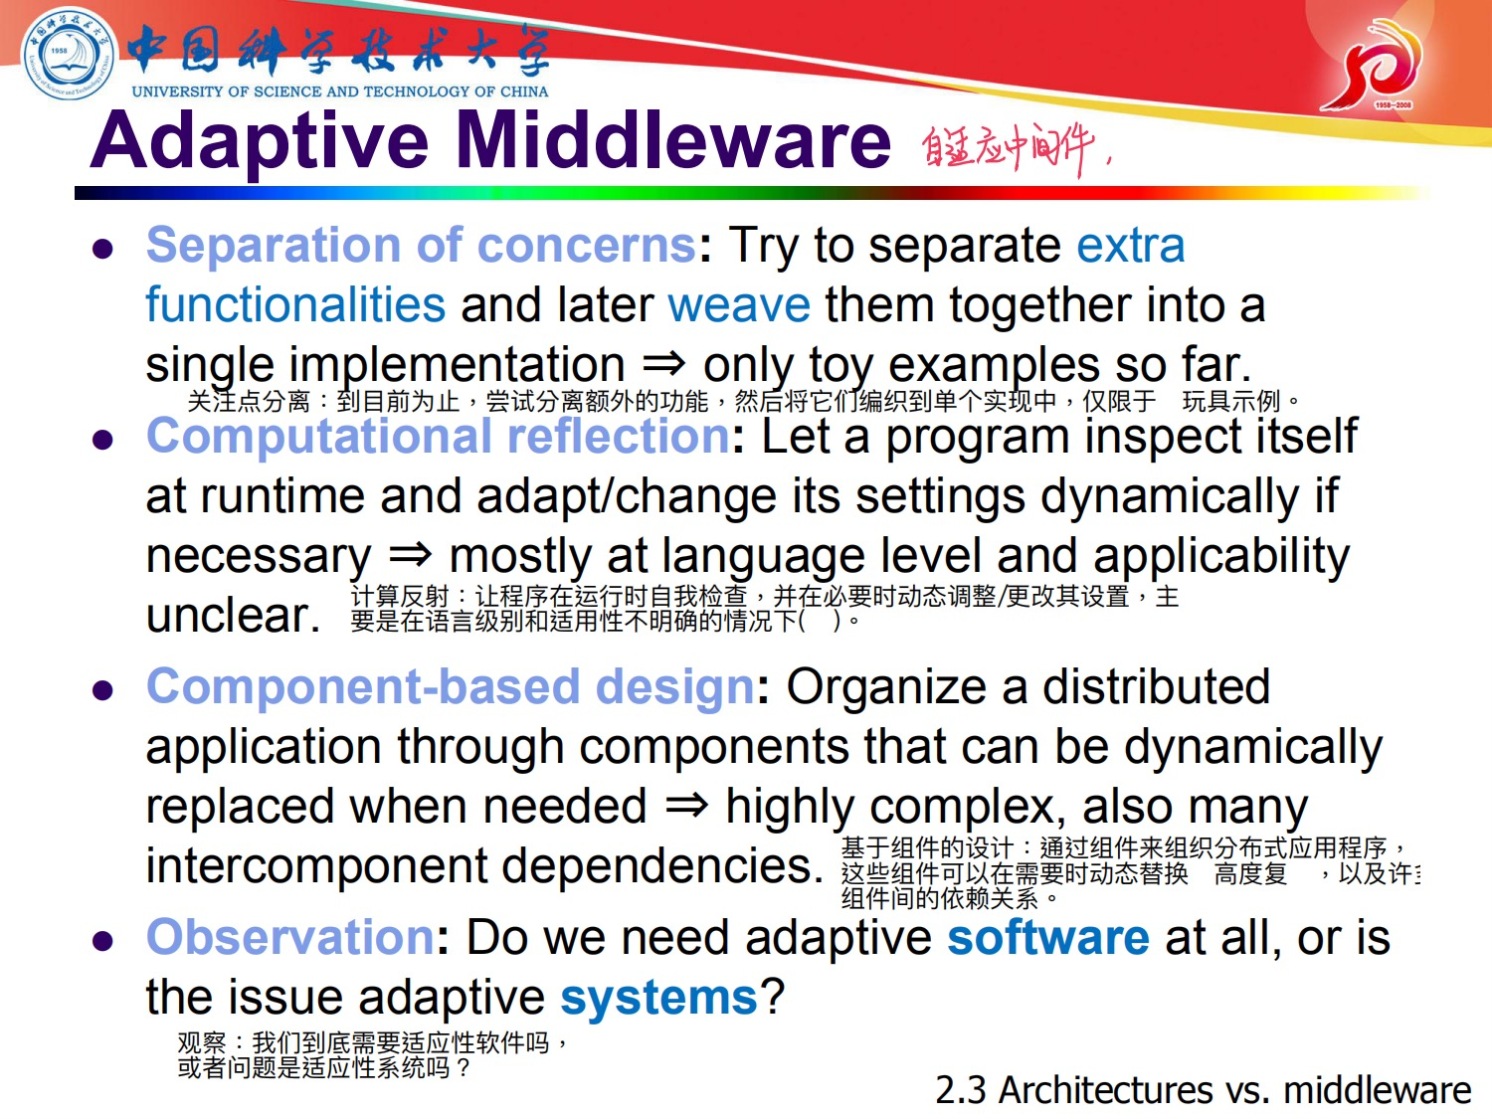 中国科学技术大学
UNIVERSITY OF SCIENCE AND TECHNOLOGY OF CHINA
1958
1958-2008
Adaptive Middleware 自适应中间件,
● Separation of concerns: Try to separate extra
functionalities and later weave them together into a
single implementation ⇒ only toy examples so far.
关注点分离：到目前为止，尝试分离额外的功能，然后将它们编织到单个实现中，仅限于 玩具示例。
● Computational reflection: Let a program inspect itself
at runtime and adapt/change its settings dynamically if
necessary ⇒ mostly at language level and applicability
unclear.
计算反射：让程序在运行时自我检查，并在必要时动态调整/更改其设置，主
要是在语言级别和适用性不明确的情况下( )。
● Component-based design: Organize a distributed
application through components that can be dynamically
replaced when needed ⇒ highly complex, also many
intercomponent dependencies.
基于组件的设计：通过组件来组织分布式应用程序，
这些组件可以在需要时动态替换 高度复 ，以及许
组件间的依赖关系。
● Observation: Do we need adaptive software at all, or is
the issue adaptive systems?
观察：我们到底需要适应性软件吗，
或者问题是适应性系统吗？
2.3 Architectures vs. middleware